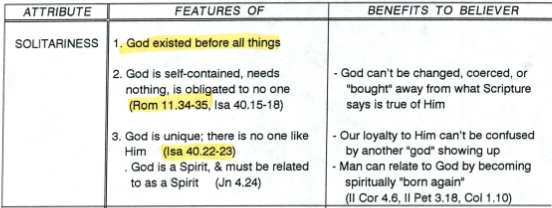 ATTRIBUTE FEATURES OF BENEFITS TO BELIEVER
SOLITARINESS 1. God existed before all things
2. God is self-contained, needs - God can't be changed, coerced, or
nothing, is obligated to no one "bought" away from what Scripture
(Rom 11.34-35, Isa 40.15-18) says is true of Him
3. God is unique; there is no one like - Our loyalty to Him can't be confused
Him (Isa 40.22-23) by another "god" showing up
. God is a Spirit, & must be related - Man can relate to God by becoming
to as a Spirit (Jn 4.24) spiritually "born again"
(II Cor 4.6, II Pet 3.18, Col 1.10)